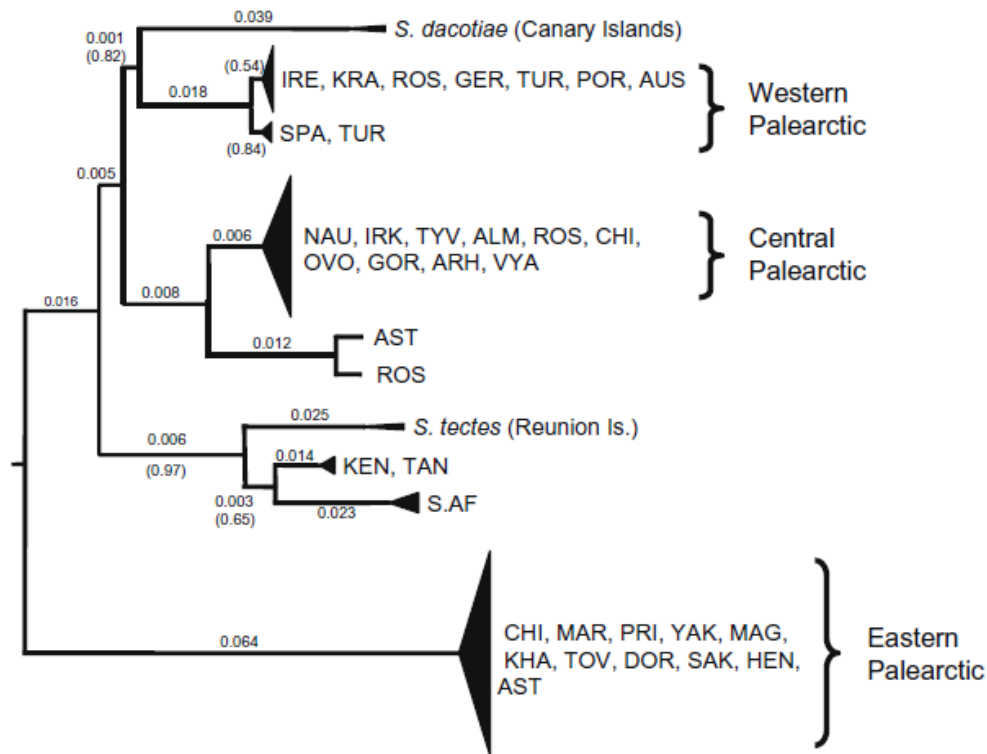 0.039
S. dacotiae (Canary Islands)
0.001
(0.82)
(0.54)
IRE, KRA, ROS, GER, TUR, POR, AUS
0.018
SPA, TUR
(0.84)
Western
Palearctic
0.005
0.006
NAU, IRK, TYV, ALM, ROS, CHI,
OVO, GOR, ARH, VYA
Central
Palearctic
0.008
0.016
0.012
AST
ROS
0.025
S. tectes (Reunion Is.)
0.006
(0.97)
0.014
KEN, TAN
0.003
(0.65)
0.023
S.AF
0.064
CHI, MAR, PRI, YAK, MAG,
KHA, TOV, DOR, SAK, HEN,
AST
Eastern
Palearctic